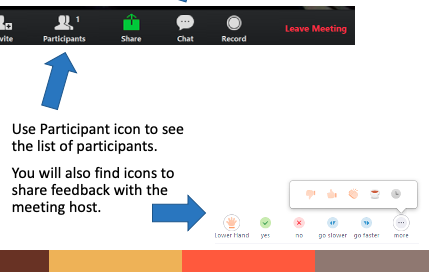 vite Participants 1 Share Chat Record Leave Meeting
Use Participant icon to see
the list of participants.
You will also find icons to
share feedback with the
meeting host.
Lower Hand yes no go slower go faster more